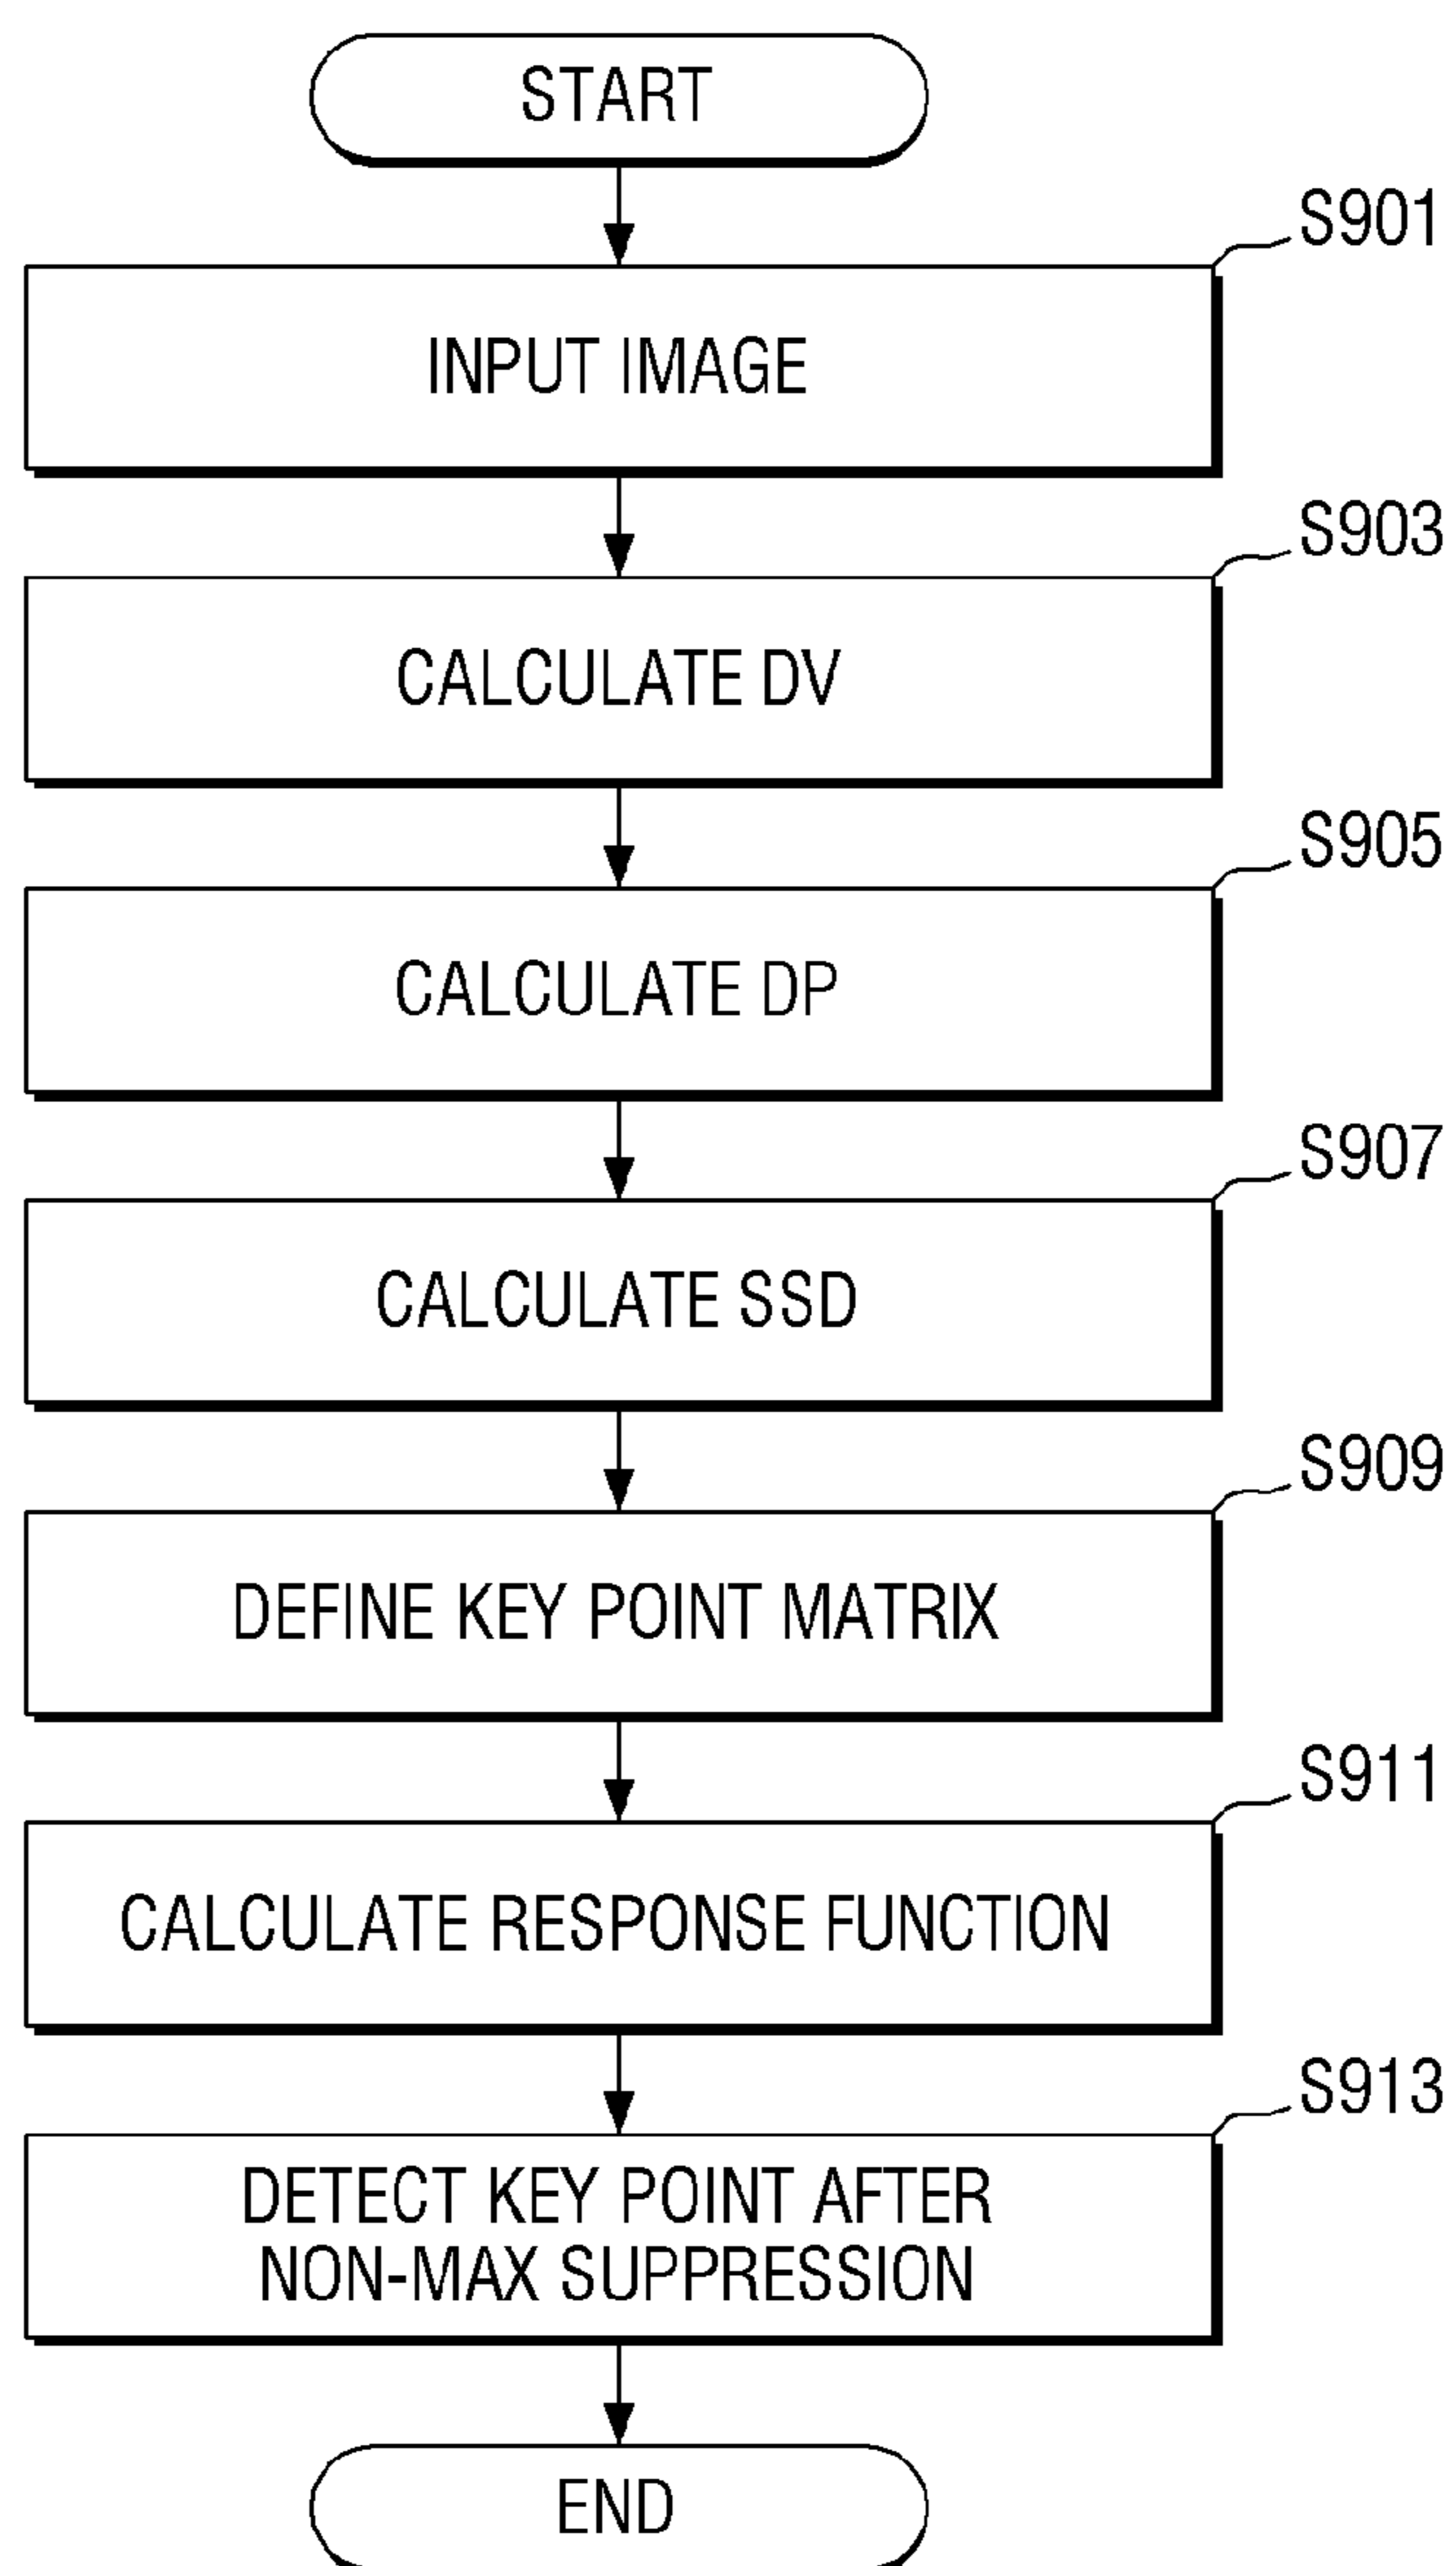 START
S901
INPUT IMAGE
S903
CALCULATE DV
S905
CALCULATE DP
S907
CALCULATE SSD
S909
DEFINE KEY POINT MATRIX
S911
CALCULATE RESPONSE FUNCTION
S913
DETECT KEY POINT AFTER
NON-MAX SUPPRESSION
END